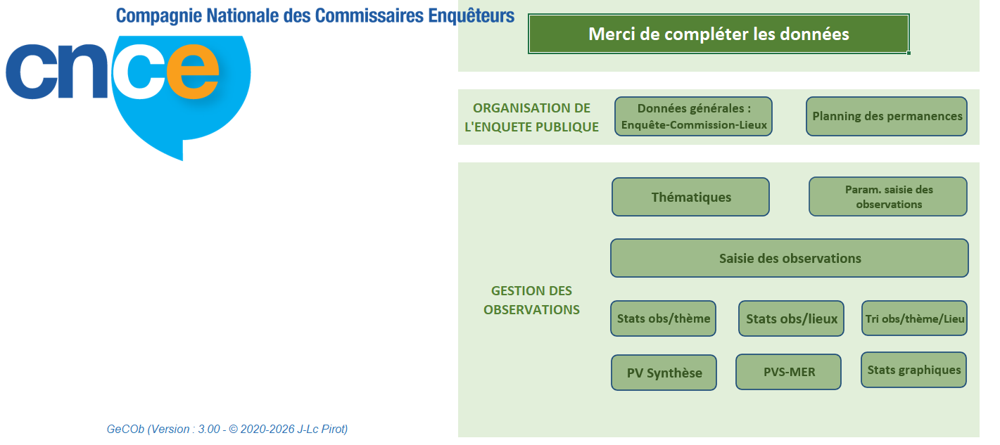 Compagnie Nationale des Commissaires Enquêteurs
cnce
Merci de compléter les données
ORGANISATION DE
L'ENQUETE PUBLIQUE
Données générales :
Enquête-Commission-Lieux
Planning des permanences
GESTION DES
OBSERVATIONS
Thématiques
Param. saisie des
observations
Saisie des observations
Stats obs/thème
Stats obs/lieux
Tri obs/thème/Lieu
PV Synthèse
PVS-MER
Stats graphiques
GeCOb (Version : 3.00 - © 2020-2026 J-Lc Pirot)